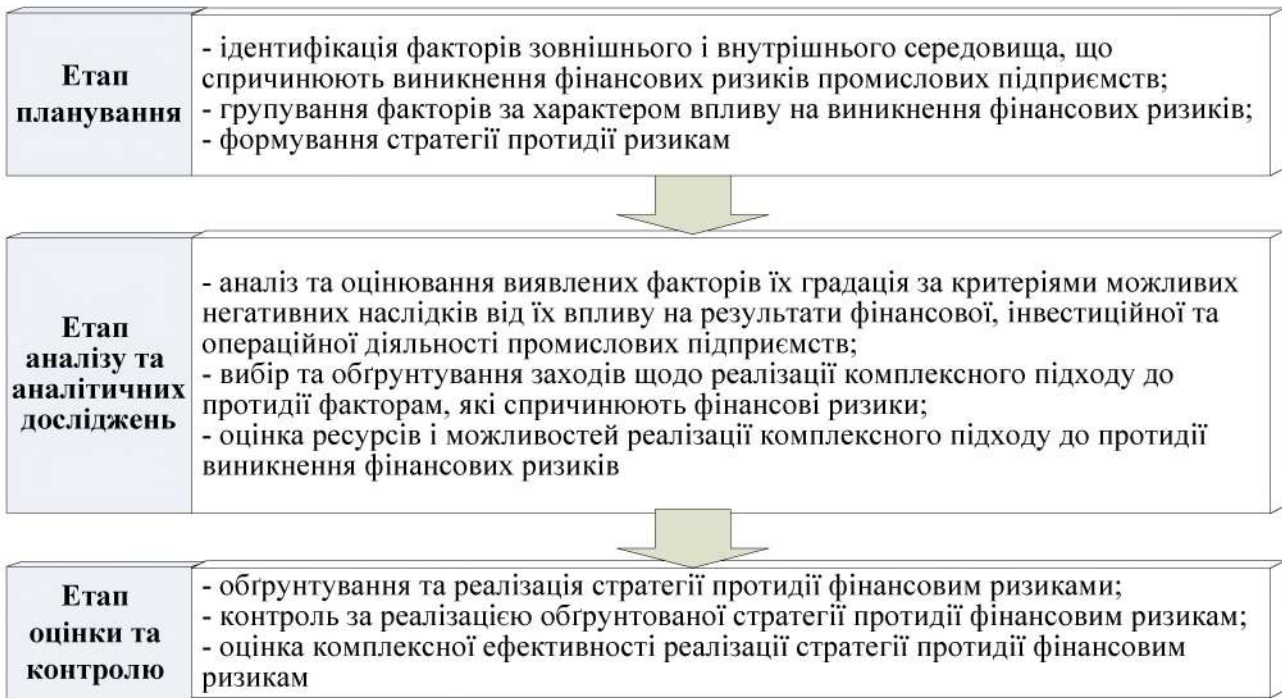 Етап
планування
- ідентифікація факторів зовнішнього і внутрішнього середовища, що
спричинюють виникнення фінансових ризиків промислових підприємств;
- групування факторів за характером впливу на виникнення фінансових ризиків;
- формування стратегії протидії ризикам
Етап
аналізу та
аналітичних
досліджень
- аналіз та оцінювання виявлених факторів їх градація за критеріями можливих
негативних наслідків від їх впливу на результати фінансової, інвестиційної та
операційної діяльності промислових підприємств;
- вибір та обґрунтування заходів щодо реалізації комплексного підходу до
протидії факторам, які спричинюють фінансові ризики;
- оцінка ресурсів і можливостей реалізації комплексного підходу до протидії
виникнення фінансових ризиків
Етап
оцінки та
контролю
- обґрунтування та реалізація стратегії протидії фінансовим ризиками;
- контроль за реалізацією обґрунтованої стратегії протидії фінансовим ризикам;
- оцінка комплексної ефективності реалізації стратегії протидії фінансовим
ризикам